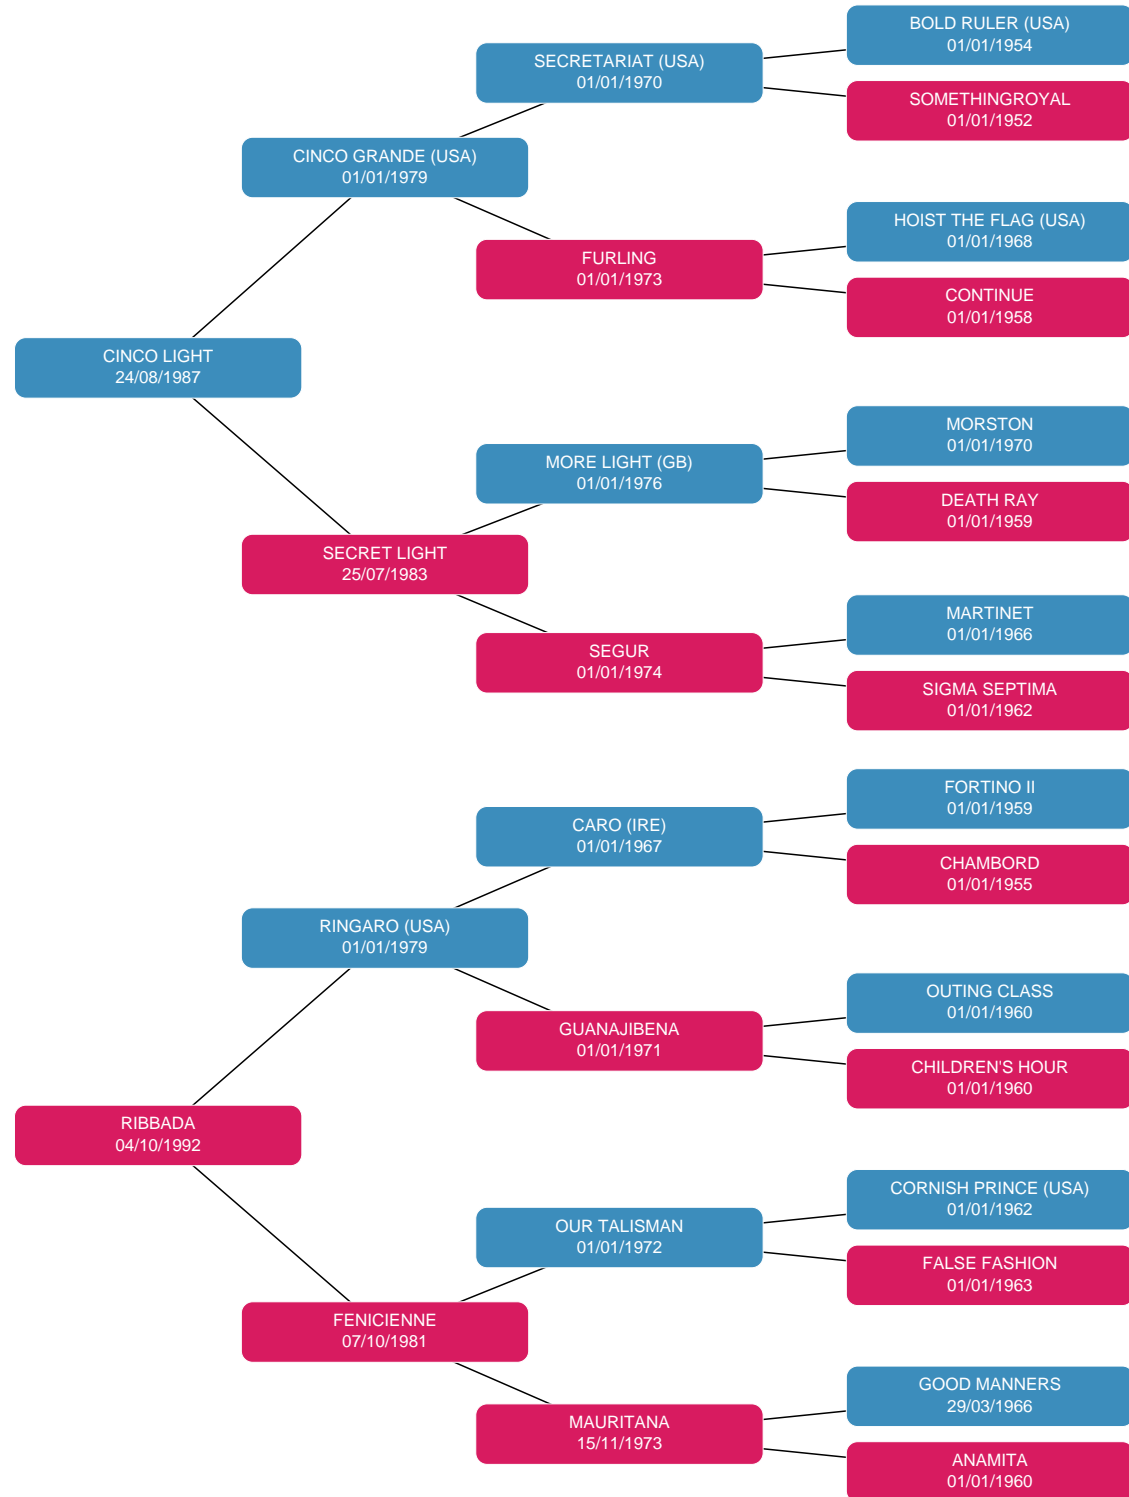 BOLD RULER (USA)
01/01/1954
SECRETARIAT (USA)
01/01/1970
SOMETHINGROYAL
01/01/1952
CINCO GRANDE (USA)
01/01/1979
HOIST THE FLAG (USA)
01/01/1968
FURLING
01/01/1973
CONTINUE
01/01/1958
CINCO LIGHT
24/08/1987
MORSTON
01/01/1970
MORE LIGHT (GB)
01/01/1976
DEATH RAY
01/01/1959
SECRET LIGHT
25/07/1983
MARTINET
01/01/1966
SEGUR
01/01/1974
SIGMA SEPTIMA
01/01/1962
FORTINO II
01/01/1959
CARO (IRE)
01/01/1967
CHAMBORD
01/01/1955
RINGARO (USA)
01/01/1979
OUTING CLASS
01/01/1960
GUANAJIBENA
01/01/1971
CHILDREN'S HOUR
01/01/1960
RIBBADA
04/10/1992
CORNISH PRINCE (USA)
01/01/1962
OUR TALISMAN
01/01/1972
FALSE FASHION
01/01/1963
FENICIENNE
07/10/1981
GOOD MANNERS
29/03/1966
MAURITANA
15/11/1973
ANAMITA
01/01/1960